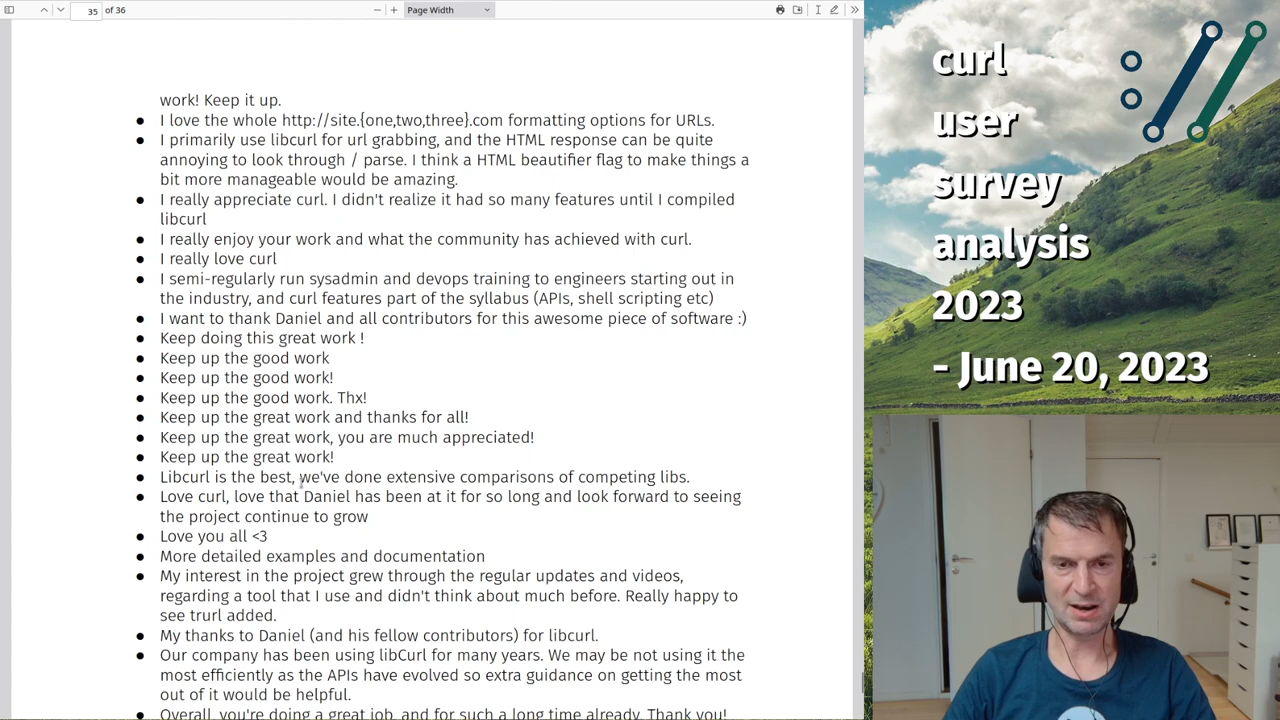 35 of 36
Page Width
work! Keep it up.
● I love the whole http://site.{one,two,three}.com formatting options for URLs.
● I primarily use libcurl for url grabbing, and the HTML response can be quite
annoying to look through / parse. I think a HTML beautifier flag to make things a
bit more manageable would be amazing.
● I really appreciate curl. I didn't realize it had so many features until I compiled
libcurl
● I really enjoy your work and what the community has achieved with curl.
● I really love curl
● I semi-regularly run sysadmin and devops training to engineers starting out in
the industry, and curl features part of the syllabus (APIs, shell scripting etc)
● I want to thank Daniel and all contributors for this awesome piece of software :)
● Keep doing this great work !
● Keep up the good work
● Keep up the good work!
● Keep up the good work. Thx!
● Keep up the great work and thanks for all!
● Keep up the great work, you are much appreciated!
● Keep up the great work!
● Libcurl is the best, we've done extensive comparisons of competing libs.
● Love curl, love that Daniel has been at it for so long and look forward to seeing
the project continue to grow
● Love you all <3
● More detailed examples and documentation
● My interest in the project grew through the regular updates and videos,
regarding a tool that I use and didn't think about much before. Really happy to
see trurl added.
● My thanks to Daniel (and his fellow contributors) for libcurl.
● Our company has been using libCurl for many years. We may be not using it the
most efficiently as the APIs have evolved so extra guidance on getting the most
out of it would be helpful.
● Overall, you're doing a great job, and for such a long time already. Thank you!
curl
user
survey
analysis
2023
- June 20, 2023